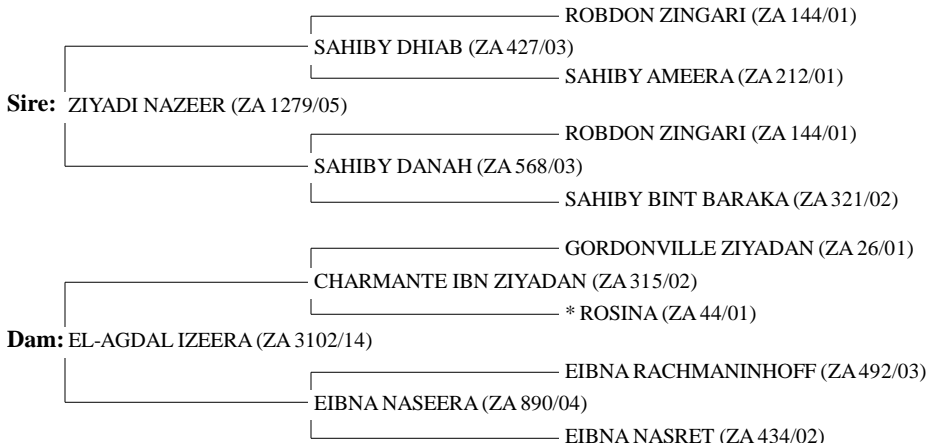 ROBDON ZINGARI (ZA 144/01)
SAHIBY DHIAB (ZA 427/03)
SAHIBY AMEERA (ZA 212/01)
Sire: ZIYADI NAZEER (ZA 1279/05)
ROBDON ZINGARI (ZA 144/01)
SAHIBY DANAH (ZA 568/03)
SAHIBY BINT BARAKA (ZA 321/02)
GORDONVILLE ZIYADAN (ZA 26/01)
CHARMANTE IBN ZIYADAN (ZA 315/02)
* ROSINA (ZA 44/01)
Dam: EL-AGDAL IZEERA (ZA 3102/14)
EIBNA RACHMANINHOFF (ZA 492/03)
EIBNA NASEERA (ZA 890/04)
EIBNA NASRET (ZA 434/02)